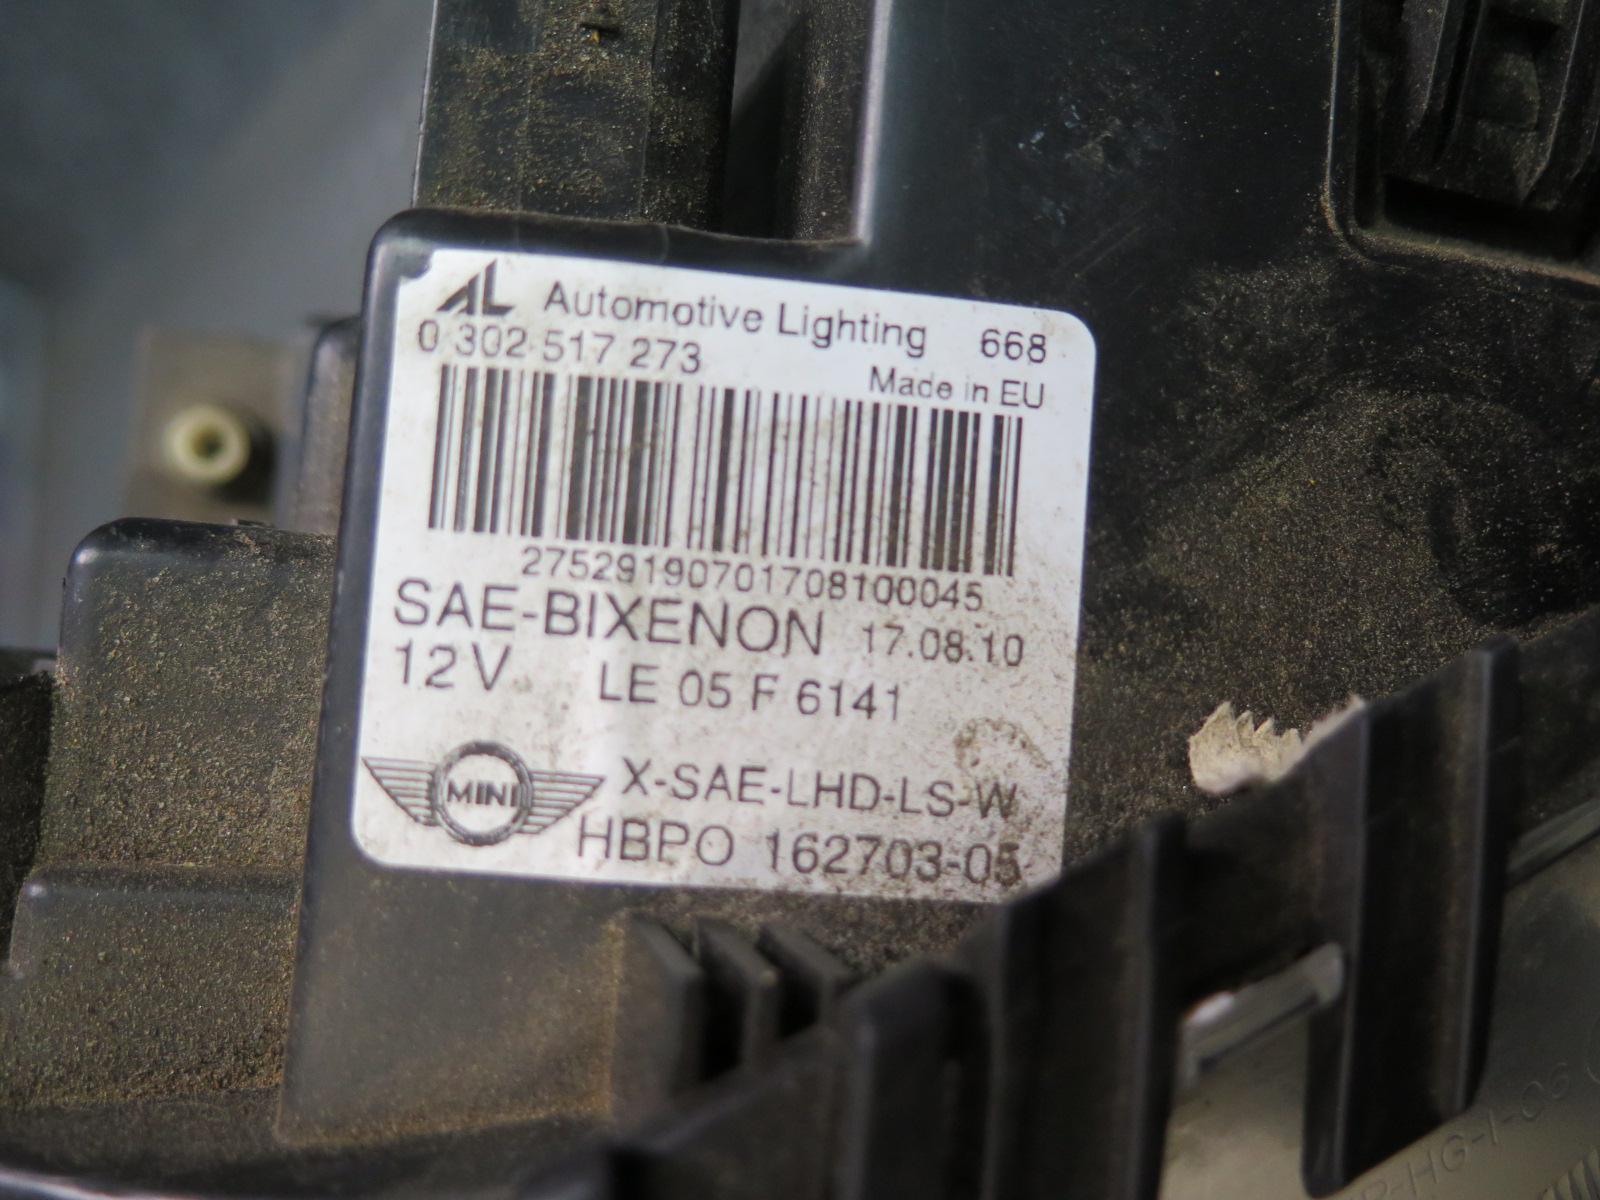 AL Automotive Lighting 668
0 302 517 273
Made in EU
27529190701708100045
SAE-BIXENON 17.08.10
12V LE 05 F 6141
MINI X-SAE-LHD-LS-W
HBPO 162703-05